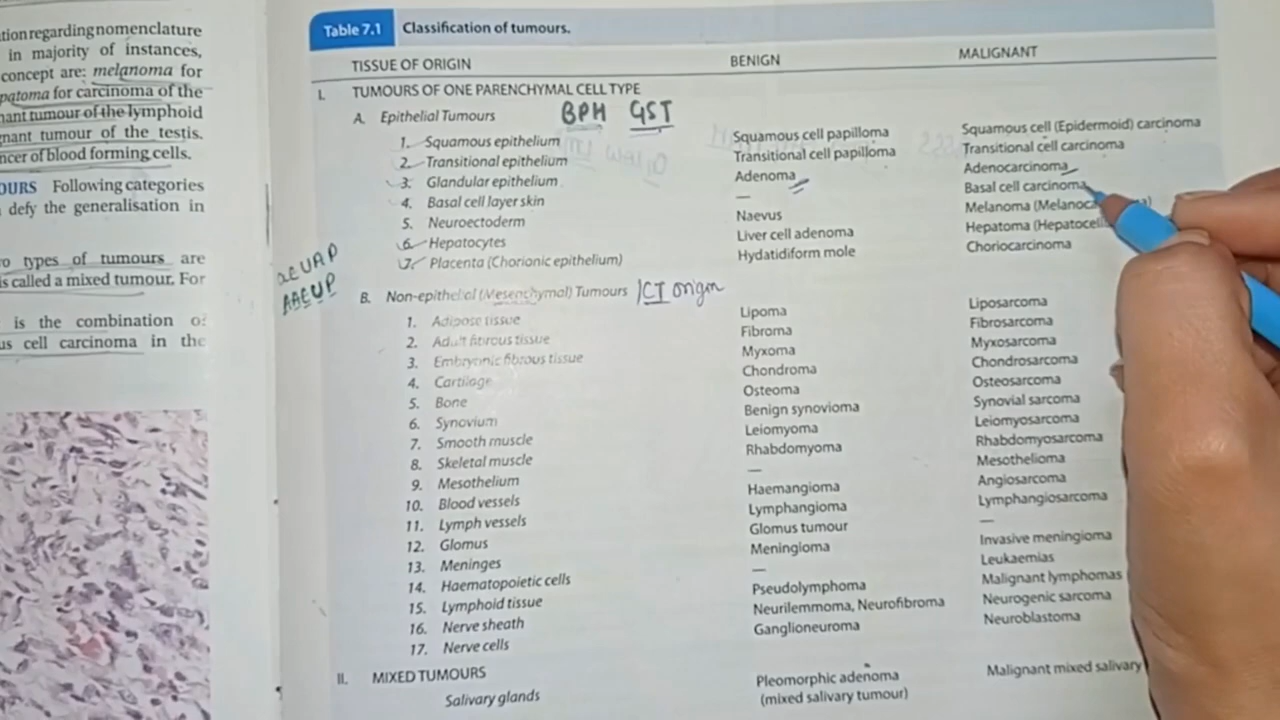 tion regarding nomenclature
in majority of instances,
concept are: melanoma for
patoma for carcinoma of the
nant tumour of the lymphoid
gnant tumour of the testis.
ncer of blood forming cells.
OURS Following categories
defy the generalisation in
o types of tumours are
is called a mixed tumour. For
is the combination of
us cell carcinoma in the
Table 7.1 Classification of tumours.
TISSUE OF ORIGIN BENIGN MALIGNANT
I. TUMOURS OF ONE PARENCHYMAL CELL TYPE
A. Epithelial Tumours BPH GST
1. Squamous epithelium Squamous cell papilloma Squamous cell (Epidermoid) carcinoma
2. Transitional epithelium Transitional cell papilloma Transitional cell carcinoma
3. Glandular epithelium Adenoma Adenocarcinoma
4. Basal cell layer skin — Basal cell carcinoma
5. Neuroectoderm Naevus Melanoma (Melanoca
6. Hepatocytes Liver cell adenoma Hepatoma (Hepatocell
7. Placenta (Chorionic epithelium) Hydatidiform mole Choriocarcinoma
B. Non-epithelial (Mesenchymal) Tumours /CT origin
1. Adipose tissue Lipoma Liposarcoma
2. Adult fibrous tissue Fibroma Fibrosarcoma
3. Embryonic fibrous tissue Myxoma Myxosarcoma
4. Cartilage Chondroma Chondrosarcoma
5. Bone Osteoma Osteosarcoma
6. Synovium Benign synovioma Synovial sarcoma
7. Smooth muscle Leiomyoma Leiomyosarcoma
8. Skeletal muscle Rhabdomyoma Rhabdomyosarcoma
9. Mesothelium — Mesothelioma
10. Blood vessels Haemangioma Angiosarcoma
11. Lymph vessels Lymphangioma Lymphangiosarcoma
12. Glomus Glomus tumour —
13. Meninges Meningioma Invasive meningioma
14. Haematopoietic cells — Leukaemias
15. Lymphoid tissue Pseudolymphoma Malignant lymphomas
16. Nerve sheath Neurilemmoma, Neurofibroma Neurogenic sarcoma
17. Nerve cells Ganglioneuroma Neuroblastoma
II. MIXED TUMOURS
Salivary glands Pleomorphic adenoma Malignant mixed salivary
(mixed salivary tumour)